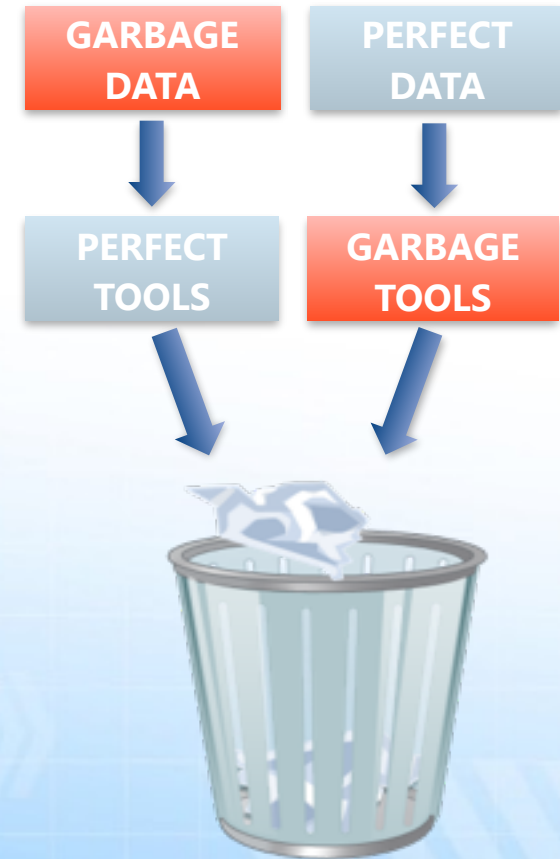 GARBAGE
DATA
PERFECT
DATA
PERFECT
TOOLS
GARBAGE
TOOLS